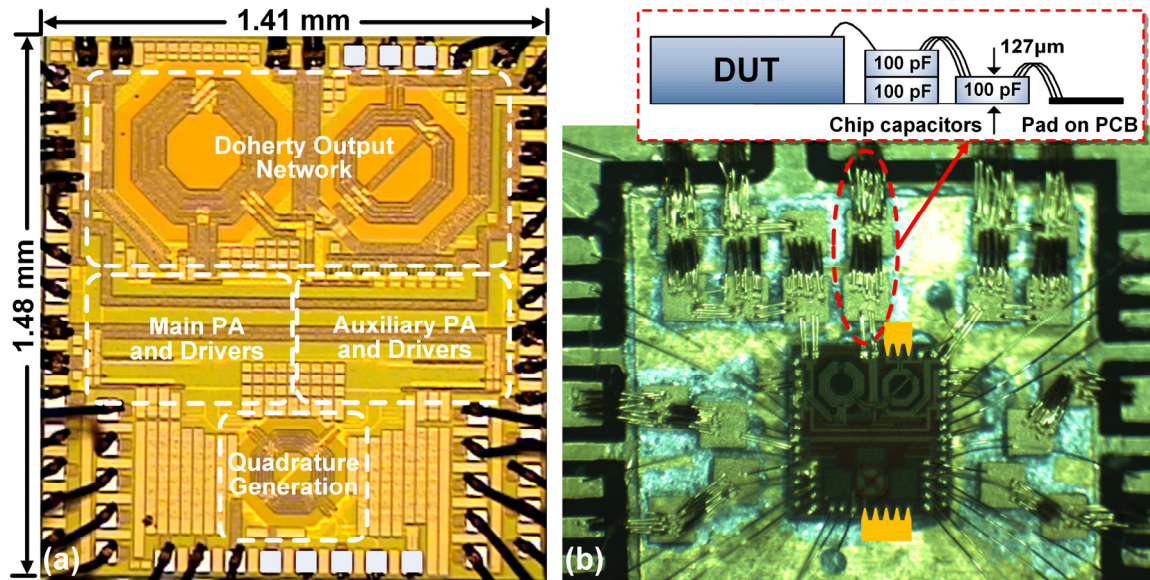 1.41 mm
1.48 mm
Doherty Output
Network
Main PA
and Drivers
Auxiliary PA
and Drivers
Quadrature
Generation
(a)
DUT
100 pF
100 pF
100 pF
127µm
Chip capacitors
Pad on PCB
(b)